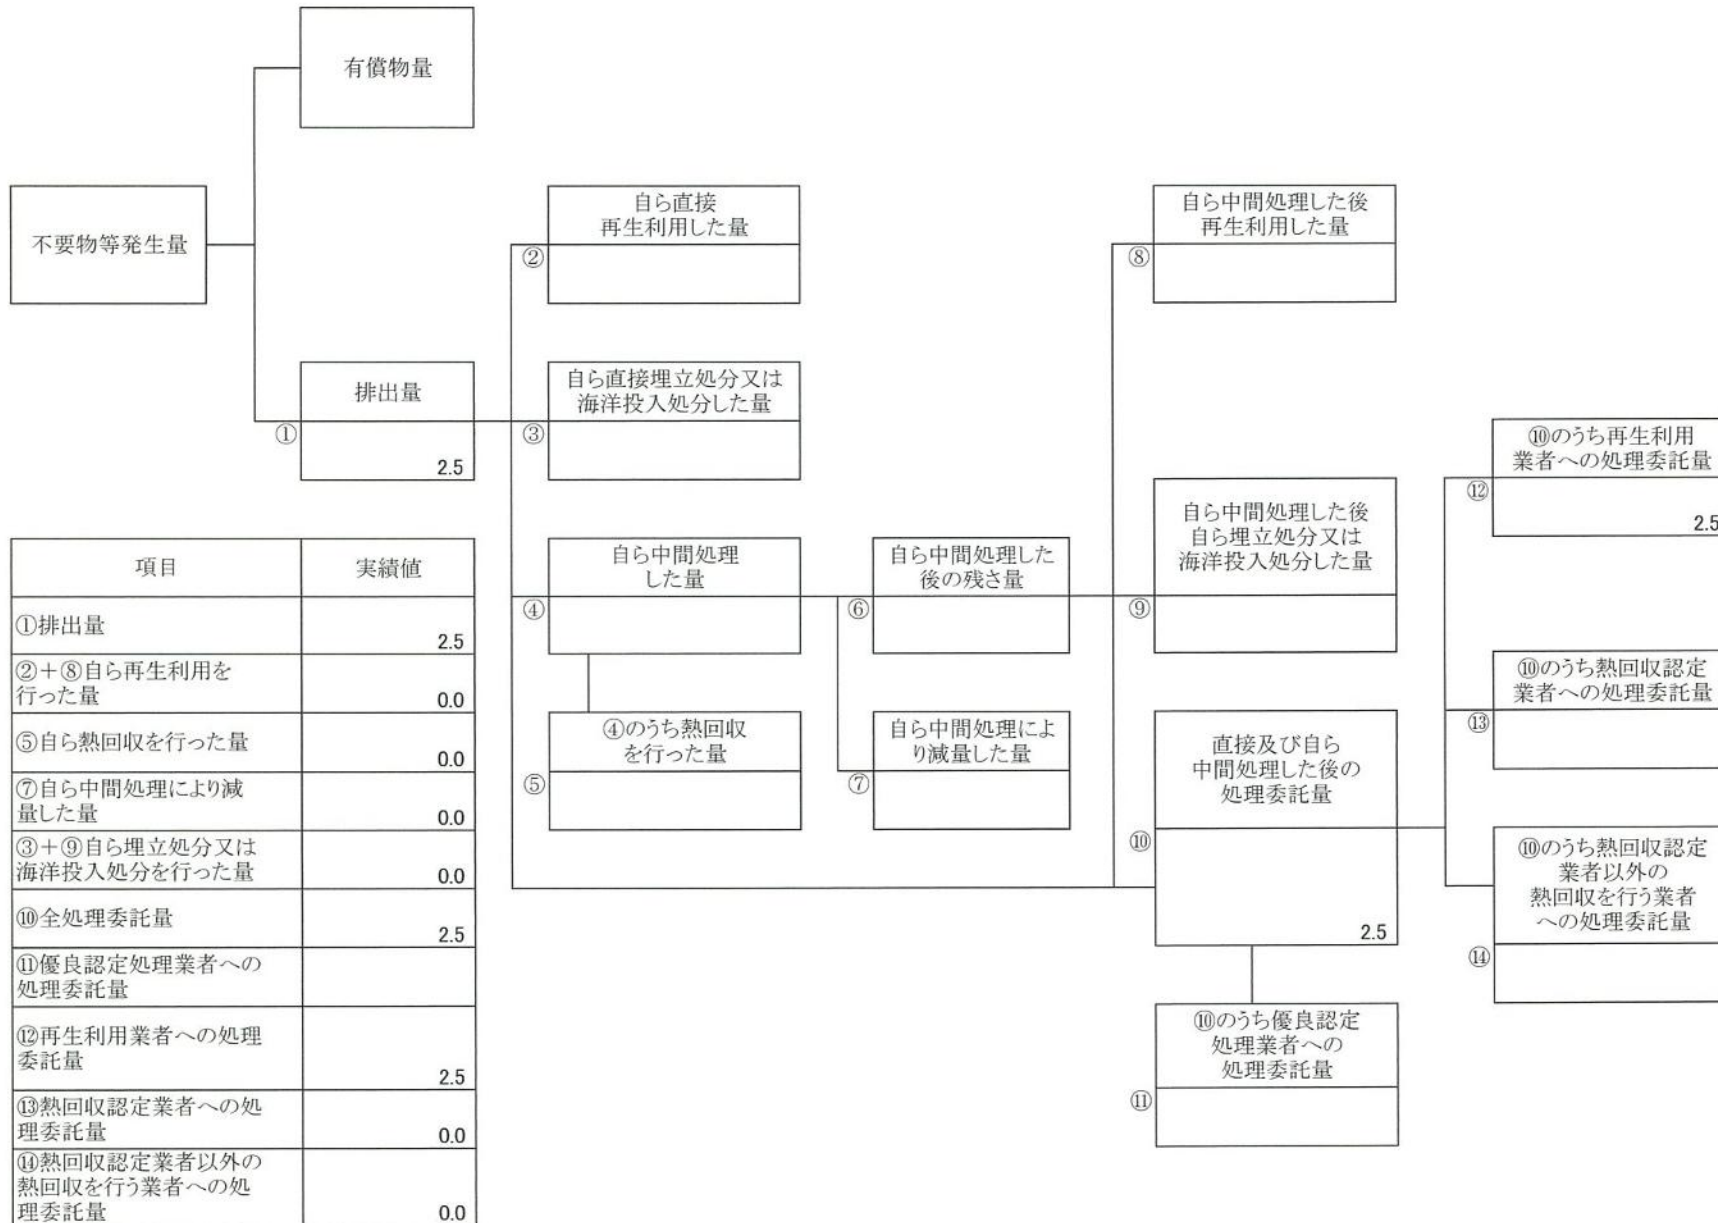 有償物量
不要物等発生量
自ら直接
再生利用した量
②
自ら中間処理した後
再生利用した量
⑧
排出量
①
2.5
自ら直接埋立処分又は
海洋投入処分した量
③
⑩のうち再生利用
業者への処理委託量
⑫
2.5
自ら中間処理
した量
④
自ら中間処理した
後の残さ量
⑥
自ら中間処理した後
自ら埋立処分又は
海洋投入処分した量
⑨
④のうち熱回収
を行った量
⑤
自ら中間処理によ
り減量した量
⑦
直接及び自ら
中間処理した後の
処理委託量
⑩
2.5
⑩のうち熱回収認定
業者への処理委託量
⑬
⑩のうち熱回収認定
業者以外の
熱回収を行う業者
への処理委託量
⑭
⑩のうち優良認定
処理業者への
処理委託量
⑪
項目 実績値
①排出量
2.5
②+⑧自ら再生利用を
行った量
0.0
⑤自ら熱回収を行った量
0.0
⑦自ら中間処理により減
量した量
0.0
③+⑨自ら埋立処分又は
海洋投入処分を行った量
0.0
⑩全処理委託量
2.5
⑪優良認定処理業者への
処理委託量
⑫再生利用業者への処理
委託量
2.5
⑬熱回収認定業者への処
理委託量
0.0
⑭熱回収認定業者以外の
熱回収を行う業者への処
理委託量
0.0